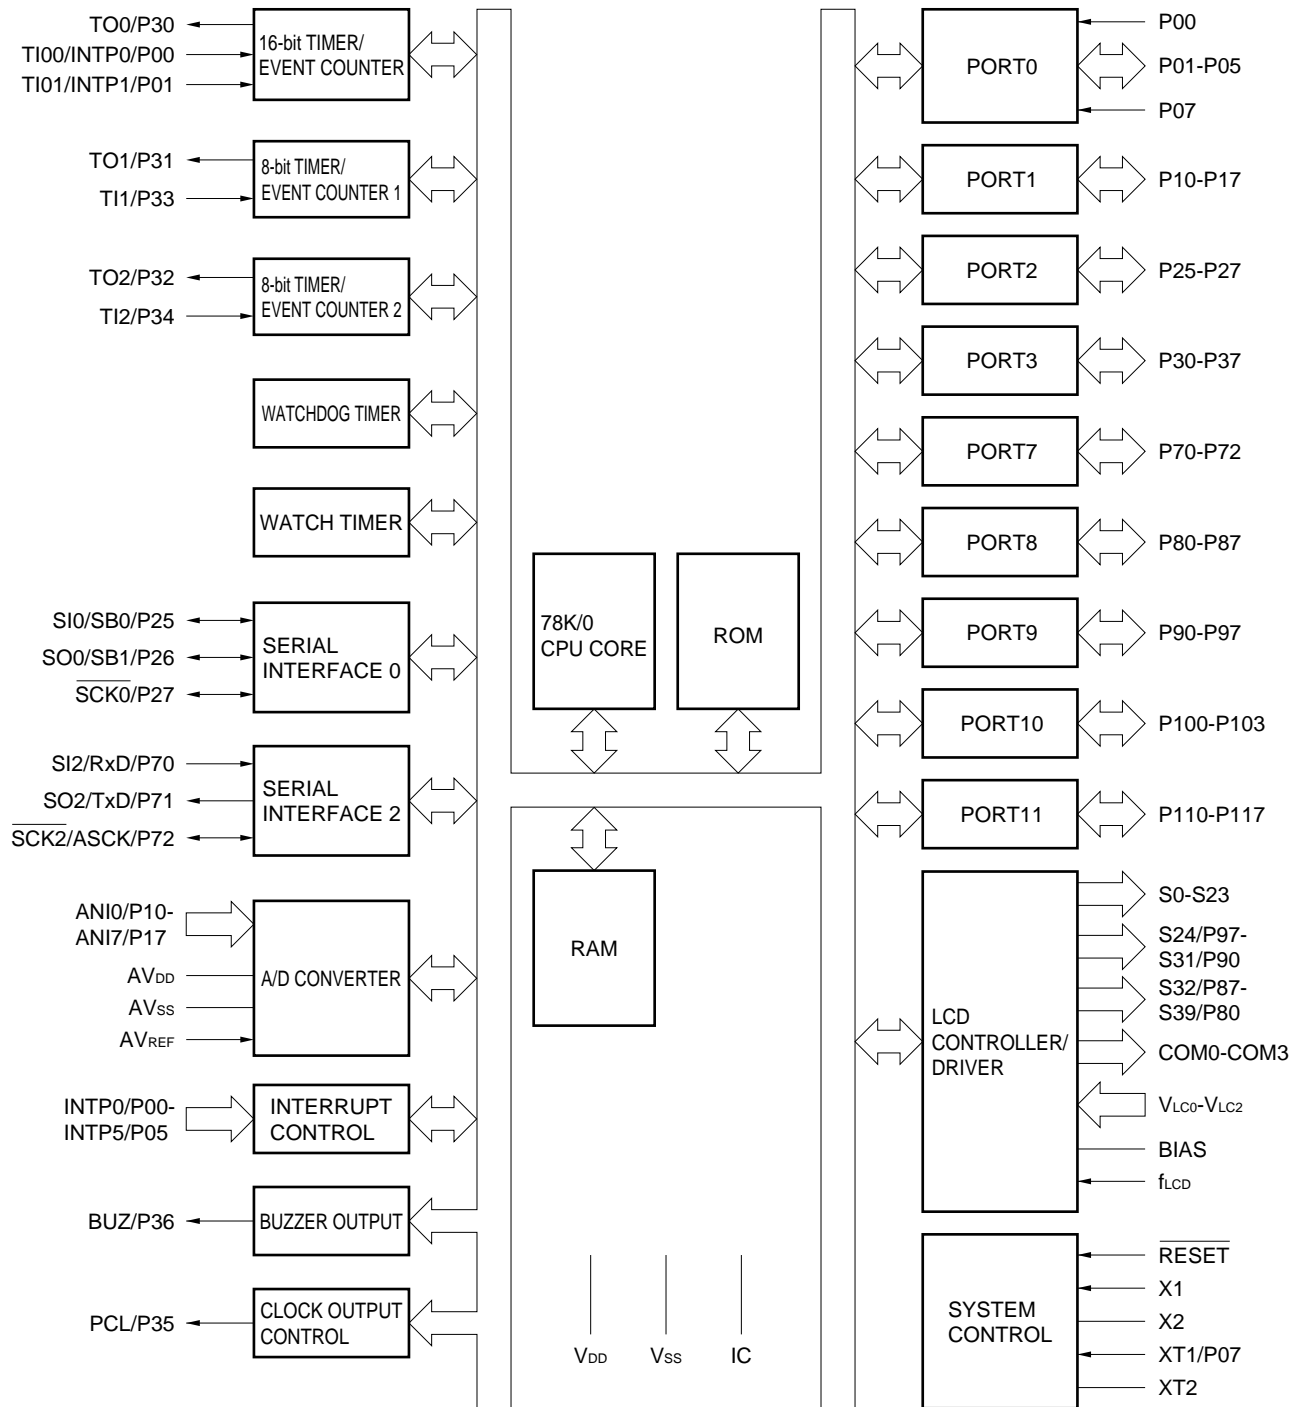 TO0/P30
TI00/INTP0/P00
TI01/INTP1/P01
16-bit TIMER/
EVENT COUNTER
TO1/P31
TI1/P33
8-bit TIMER/
EVENT COUNTER 1
TO2/P32
TI2/P34
8-bit TIMER/
EVENT COUNTER 2
WATCHDOG TIMER
WATCH TIMER
SI0/SB0/P25
SO0/SB1/P26
SCK0/P27
SERIAL
INTERFACE 0
SI2/RxD/P70
SO2/TxD/P71
SCK2/ASCK/P72
SERIAL
INTERFACE 2
ANI0/P10-
ANI7/P17
AVDD
AVSS
AVREF
A/D CONVERTER
INTP0/P00-
INTP5/P05
INTERRUPT
CONTROL
BUZ/P36
BUZZER OUTPUT
PCL/P35
CLOCK OUTPUT
CONTROL
78K/0
CPU CORE
ROM
RAM
VDD
VSS
IC
PORT0
P00
P01-P05
P07
PORT1
P10-P17
PORT2
P25-P27
PORT3
P30-P37
PORT7
P70-P72
PORT8
P80-P87
PORT9
P90-P97
PORT10
P100-P103
PORT11
P110-P117
LCD
CONTROLLER/
DRIVER
S0-S23
S24/P97-
S31/P90
S32/P87-
S39/P80
COM0-COM3
VLC0-VLC2
BIAS
fLCD
SYSTEM
CONTROL
RESET
X1
X2
XT1/P07
XT2